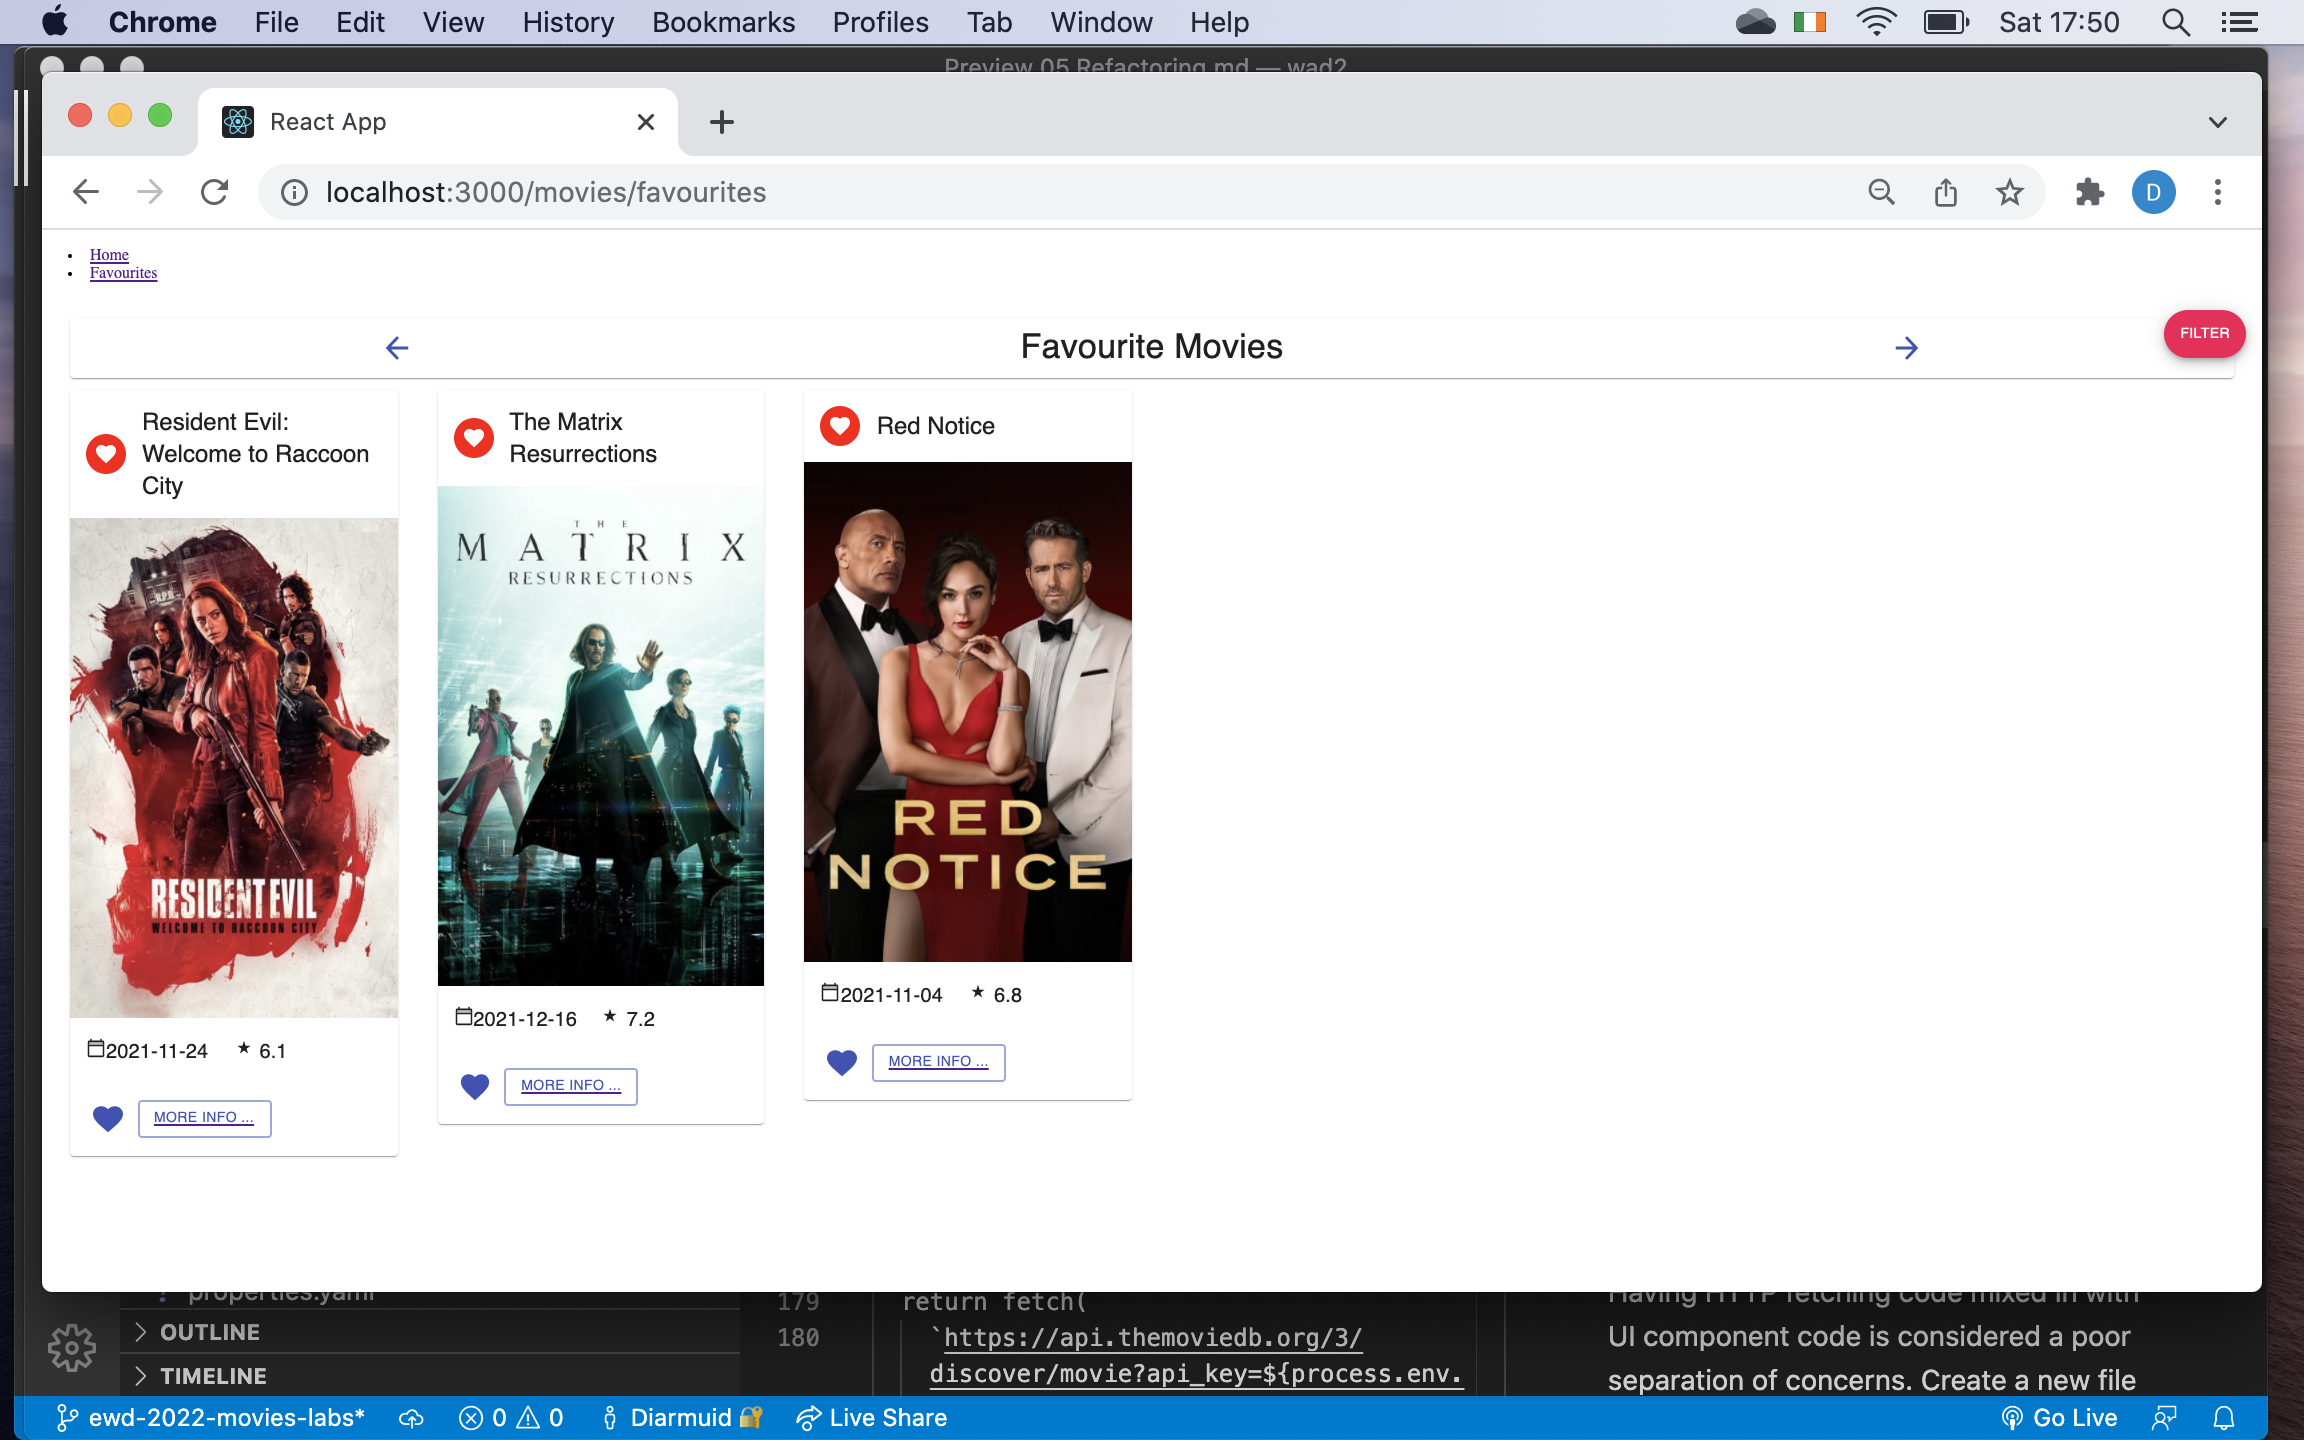 Chrome File Edit View History Bookmarks Profiles Tab Window Help Sat 17:50
Preview 05 Refactoring.md — wad2
React App
localhost:3000/movies/favourites
D
Home
Favourites
Favourite Movies
FILTER
Resident Evil:
Welcome to Raccoon
City
RESIDENT EVIL
WELCOME TO RACCOON CITY
2021-11-24 ★ 6.1
MORE INFO ...
The Matrix
Resurrections
THE
MATRIX
RESURRECTIONS
2021-12-16 ★ 7.2
MORE INFO ...
Red Notice
RED
NOTICE
2021-11-04 ★ 6.8
MORE INFO ...
properties.yaml
OUTLINE
TIMELINE
179 return fetch(
180 `https://api.themoviedb.org/3/
discover/movie?api_key=${process.env.
Having HTTP fetching code mixed in with
UI component code is considered a poor
separation of concerns. Create a new file
ewd-2022-movies-labs* 0 0 Diarmuid Live Share Go Live